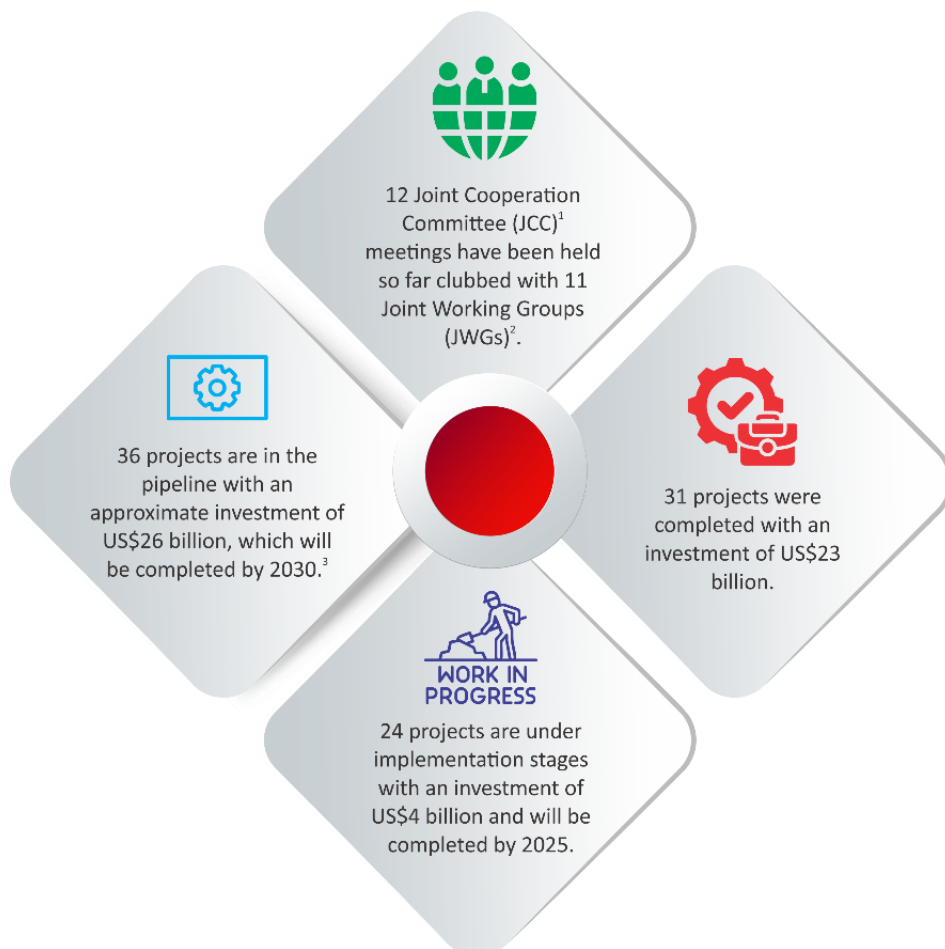 12 Joint Cooperation
Committee (JCC)¹
meetings have been held
so far clubbed with 11
Joint Working Groups
(JWGs)².
36 projects are in the
pipeline with an
approximate investment of
US$26 billion, which will
be completed by 2030.³
31 projects were
completed with an
investment of US$23
billion.
WORK IN
PROGRESS
24 projects are under
implementation stages
with an investment of
US$4 billion and will be
completed by 2025.